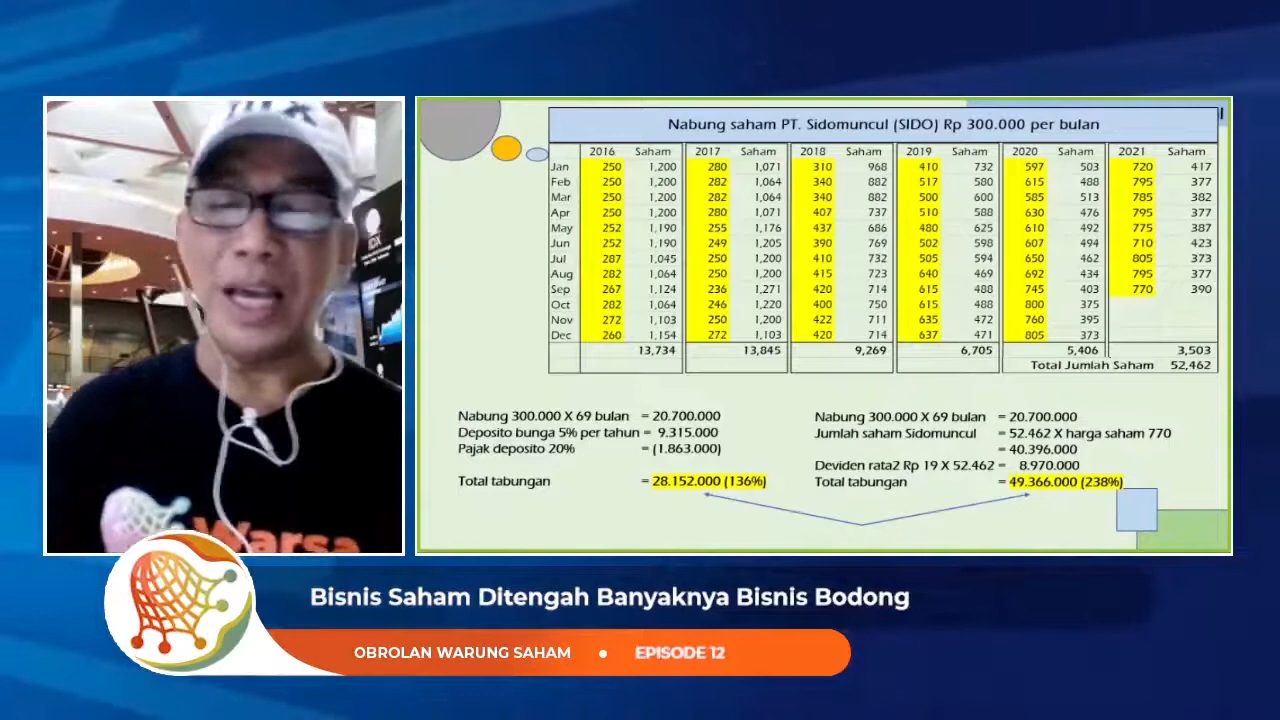 IDX
Warsa
Nabung saham PT. Sidomuncul (SIDO) Rp 300.000 per bulan
2016 Saham 2017 Saham 2018 Saham 2019 Saham 2020 Saham 2021 Saham
Jan 250 1,200 280 1,071 310 968 410 732 597 503 720 417
Feb 250 1,200 282 1,064 340 882 517 580 615 488 795 377
Mar 250 1,200 282 1,064 340 882 500 600 585 513 785 382
Apr 250 1,200 280 1,071 407 737 510 588 630 476 795 377
May 252 1,190 255 1,176 437 686 480 625 610 492 775 387
Jun 252 1,190 249 1,205 390 769 502 598 607 494 710 423
Jul 287 1,045 250 1,200 410 732 505 594 650 462 805 373
Aug 282 1,064 250 1,200 415 723 640 469 692 434 795 377
Sep 267 1,124 236 1,271 420 714 615 488 745 403 770 390
Oct 282 1,064 246 1,220 400 750 615 488 800 375
Nov 272 1,103 250 1,200 422 711 635 472 760 395
Dec 260 1,154 272 1,103 420 714 637 471 805 373
13,734 13,845 9,269 6,705 5,406 3,503
Total Jumlah Saham 52,462
Nabung 300.000 X 69 bulan = 20.700.000
Deposito bunga 5% per tahun = 9.315.000
Pajak deposito 20% = (1.863.000)
Total tabungan = 28.152.000 (136%)
Nabung 300.000 X 69 bulan = 20.700.000
Jumlah saham Sidomuncul = 52.462 X harga saham 770
= 40.396.000
Deviden rata2 Rp 19 X 52.462 = 8.970.000
Total tabungan = 49.366.000 (238%)
Bisnis Saham Ditengah Banyaknya Bisnis Bodong
OBROLAN WARUNG SAHAM • EPISODE 12